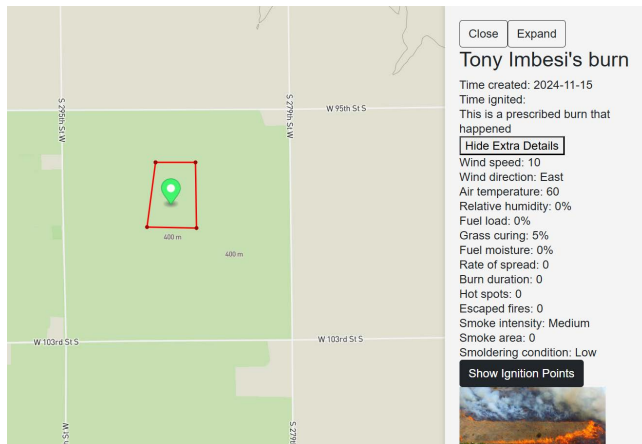 Close Expand
Tony Imbesi's burn
Time created: 2024-11-15
Time ignited:
This is a prescribed burn that
happened
Hide Extra Details
Wind speed: 10
Wind direction: East
Air temperature: 60
Relative humidity: 0%
Fuel load: 0%
Grass curing: 5%
Fuel moisture: 0%
Rate of spread: 0
Burn duration: 0
Hot spots: 0
Escaped fires: 0
Smoke intensity: Medium
Smoke area: 0
Smoldering condition: Low
Show Ignition Points
S 295th St W
S 279th St W
W 95th St S
400 m
400 m
W 103rd St S
W 103rd St S
St W
S 279th